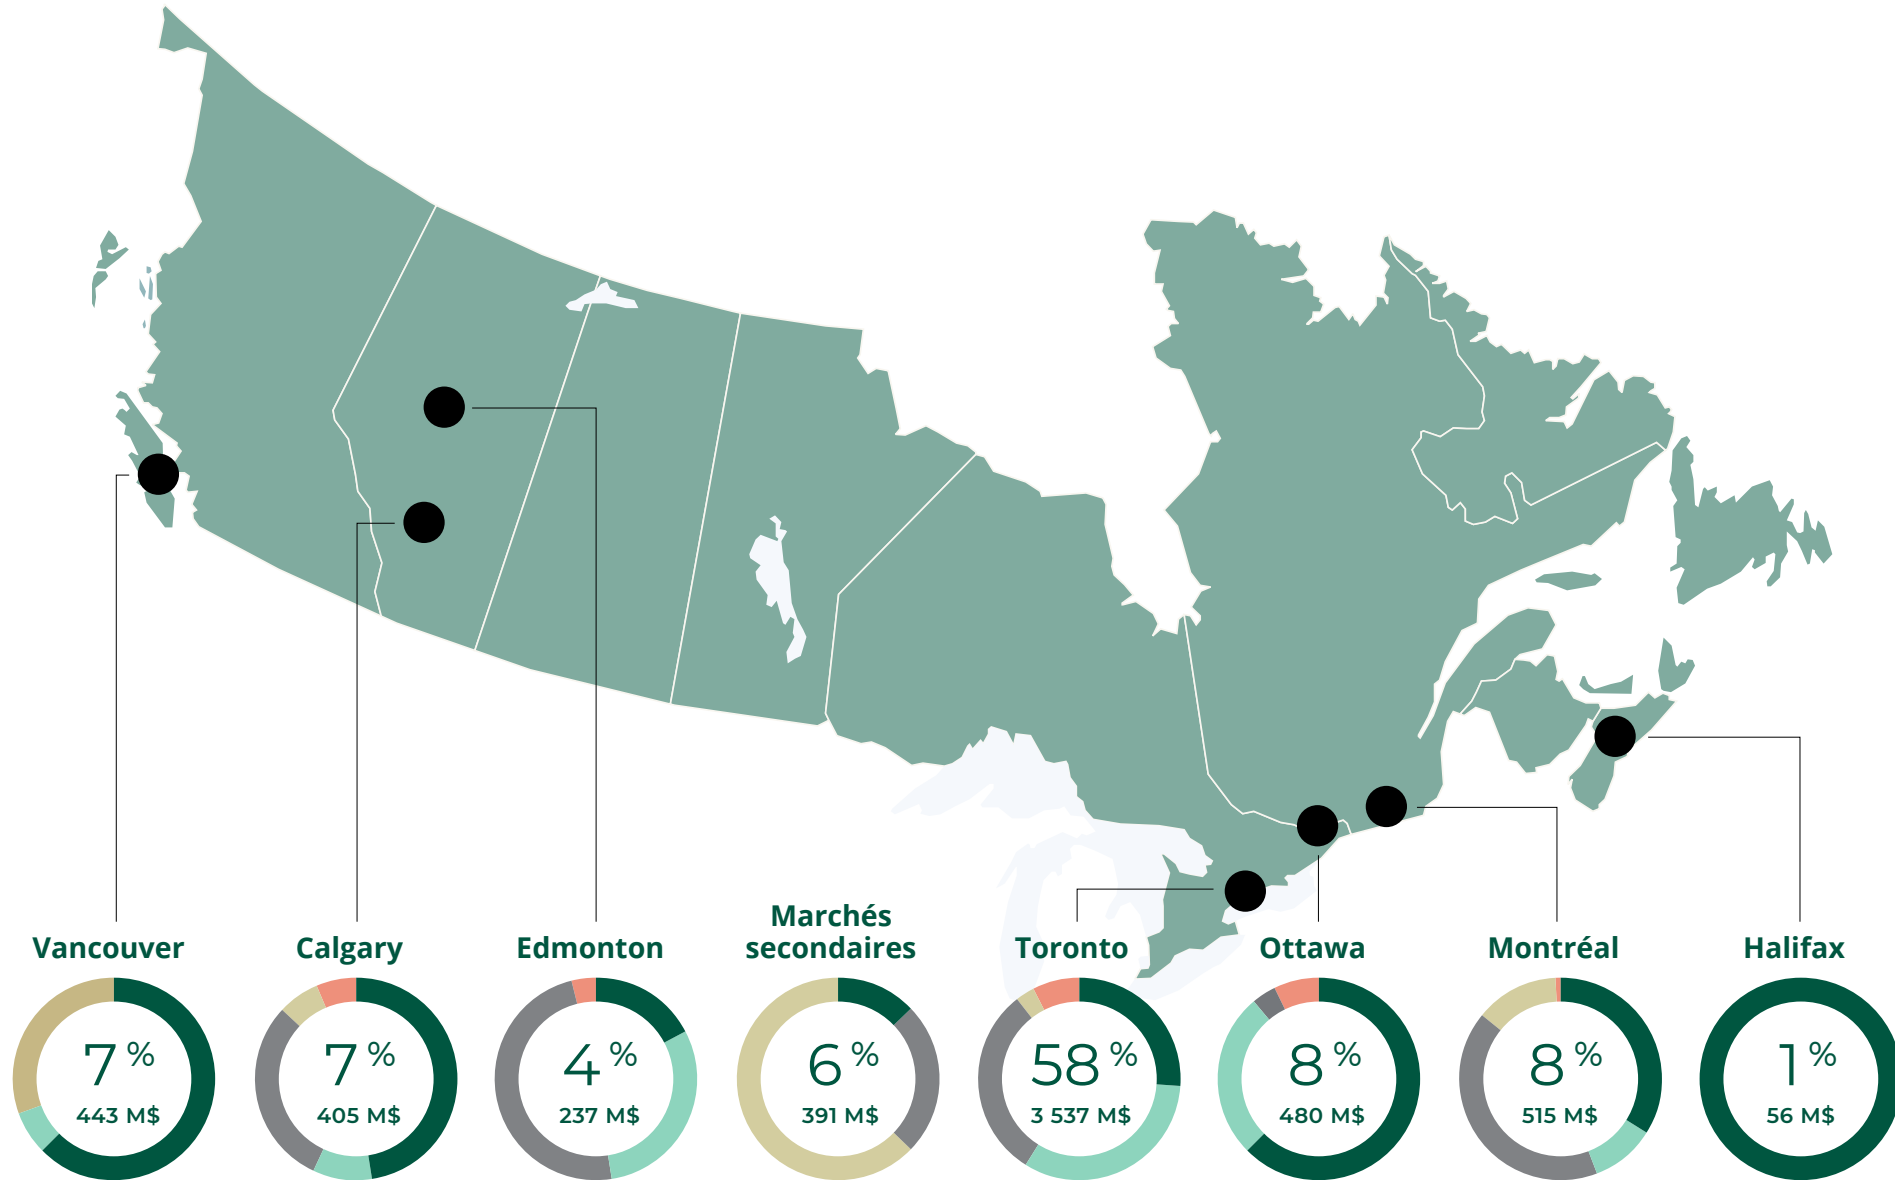 Vancouver
7 %
443 M$
Calgary
7 %
405 M$
Edmonton
4 %
237 M$
Marchés
secondaires
6 %
391 M$
Toronto
58 %
3 537 M$
Ottawa
8 %
480 M$
Montréal
8 %
515 M$
Halifax
1 %
56 M$